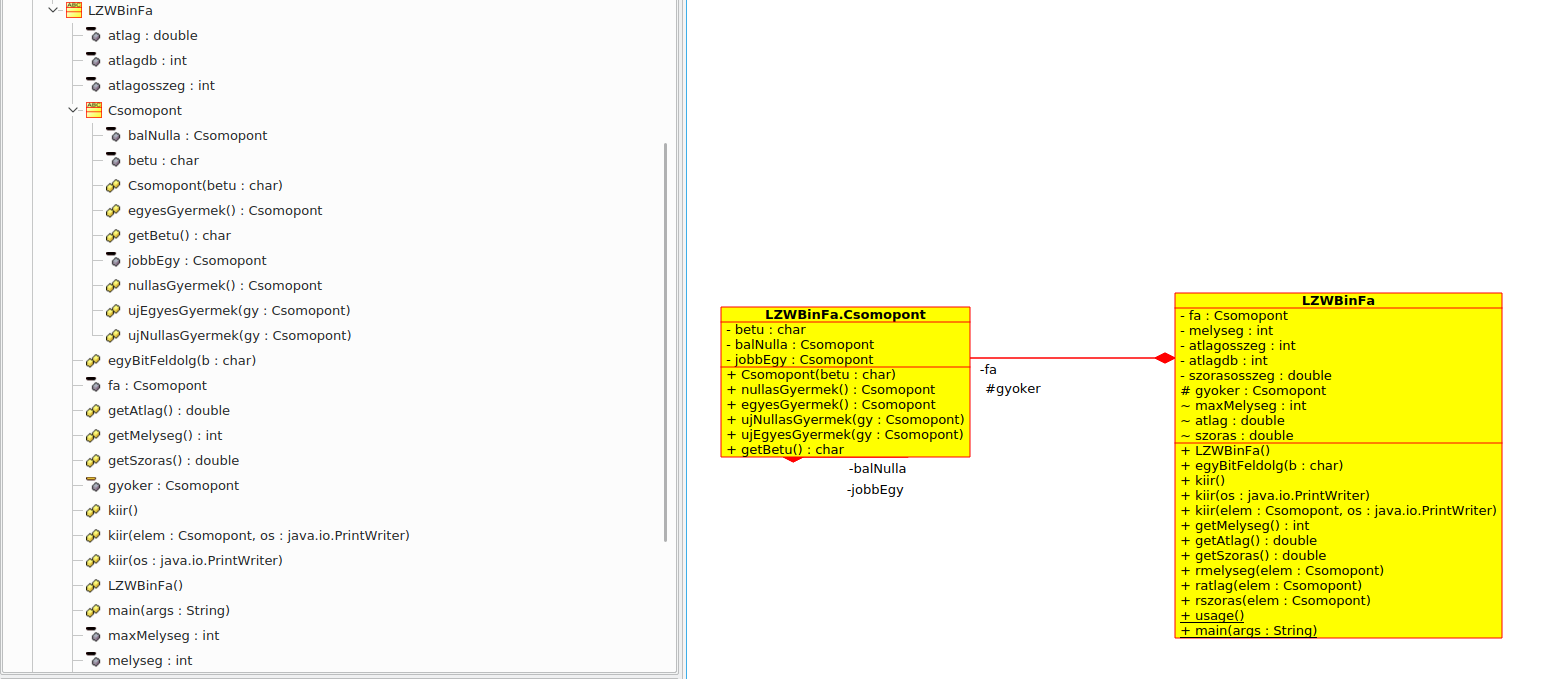 LZWBinFa
atlag : double
atlagdb : int
atlagosszeg : int
Csomopont
balNulla : Csomopont
betu : char
Csomopont(betu : char)
egyesGyermek() : Csomopont
getBetu() : char
jobbEgy : Csomopont
nullasGyermek() : Csomopont
ujEgyesGyermek(gy : Csomopont)
ujNullasGyermek(gy : Csomopont)
egyBitFeldolg(b : char)
fa : Csomopont
getAtlag() : double
getMelyseg() : int
getSzoras() : double
gyoker : Csomopont
kiir()
kiir(elem : Csomopont, os : java.io.PrintWriter)
kiir(os : java.io.PrintWriter)
LZWBinFa()
main(args : String)
maxMelyseg : int
melyseg : int
LZWBinFa.Csomopont
- betu : char
- balNulla : Csomopont
- jobbEgy : Csomopont
+ Csomopont(betu : char)
+ nullasGyermek() : Csomopont
+ egyesGyermek() : Csomopont
+ ujNullasGyermek(gy : Csomopont)
+ ujEgyesGyermek(gy : Csomopont)
+ getBetu() : char
-balNulla
-jobbEgy
-fa
#gyoker
LZWBinFa
- fa : Csomopont
- melyseg : int
- atlagosszeg : int
- atlagdb : int
- szorasosszeg : double
# gyoker : Csomopont
~ maxMelyseg : int
~ atlag : double
~ szoras : double
+ LZWBinFa()
+ egyBitFeldolg(b : char)
+ kiir()
+ kiir(os : java.io.PrintWriter)
+ kiir(elem : Csomopont, os : java.io.PrintWriter)
+ getMelyseg() : int
+ getAtlag() : double
+ getSzoras() : double
+ rmelyseg(elem : Csomopont)
+ ratlag(elem : Csomopont)
+ rszoras(elem : Csomopont)
+ usage()
+ main(args : String)